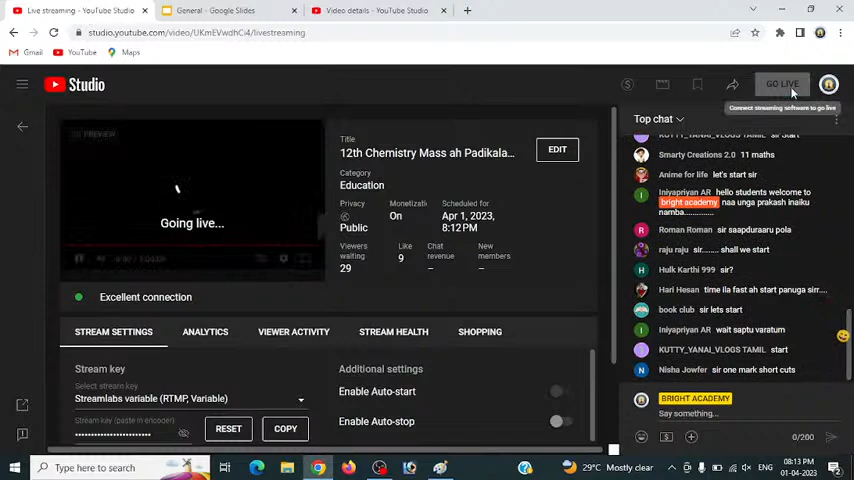 Live streaming - YouTube Studio
General - Google Slides
Video details - YouTube Studio
studio.youtube.com/video/UKmEVwdhCi4/livestreaming
Gmail
YouTube
Maps
Studio
GO LIVE
Connect streaming software to go live
PREVIEW
Going live...
Title
12th Chemistry Mass ah Padikala...
EDIT
Category
Education
Privacy
Public
Monetizati
On
Scheduled for
Apr 1, 2023,
8:12 PM
Viewers
waiting
29
Like
9
Chat
revenue
–
New
members
–
Excellent connection
STREAM SETTINGS
ANALYTICS
VIEWER ACTIVITY
STREAM HEALTH
SHOPPING
Stream key
Select stream key
Streamlabs variable (RTMP, Variable)
Stream key (paste in encoder)
RESET
COPY
Additional settings
Enable Auto-start
Enable Auto-stop
Top chat
KUTTY_YANAI_VLOGS TAMIL sir Start
Smarty Creations 2.0 11 maths
Anime for life let's start sir
Iniyapriyan AR hello students welcome to
bright academy naa unga prakash inaiku
namba..............
Roman Roman sir saapduraaru pola
raju raju sir........ shall we start
Hulk Karthi 999 sir?
Hari Hesan time ila fast ah start panuga sirr....
book club sir lets start
Iniyapriyan AR wait saptu varatum
KUTTY_YANAI_VLOGS TAMIL start
Nisha Jowfer sir one mark short cuts
BRIGHT ACADEMY
Say something...
0/200
Type here to search
29°C Mostly clear
ENG
08:13 PM
01-04-2023
2